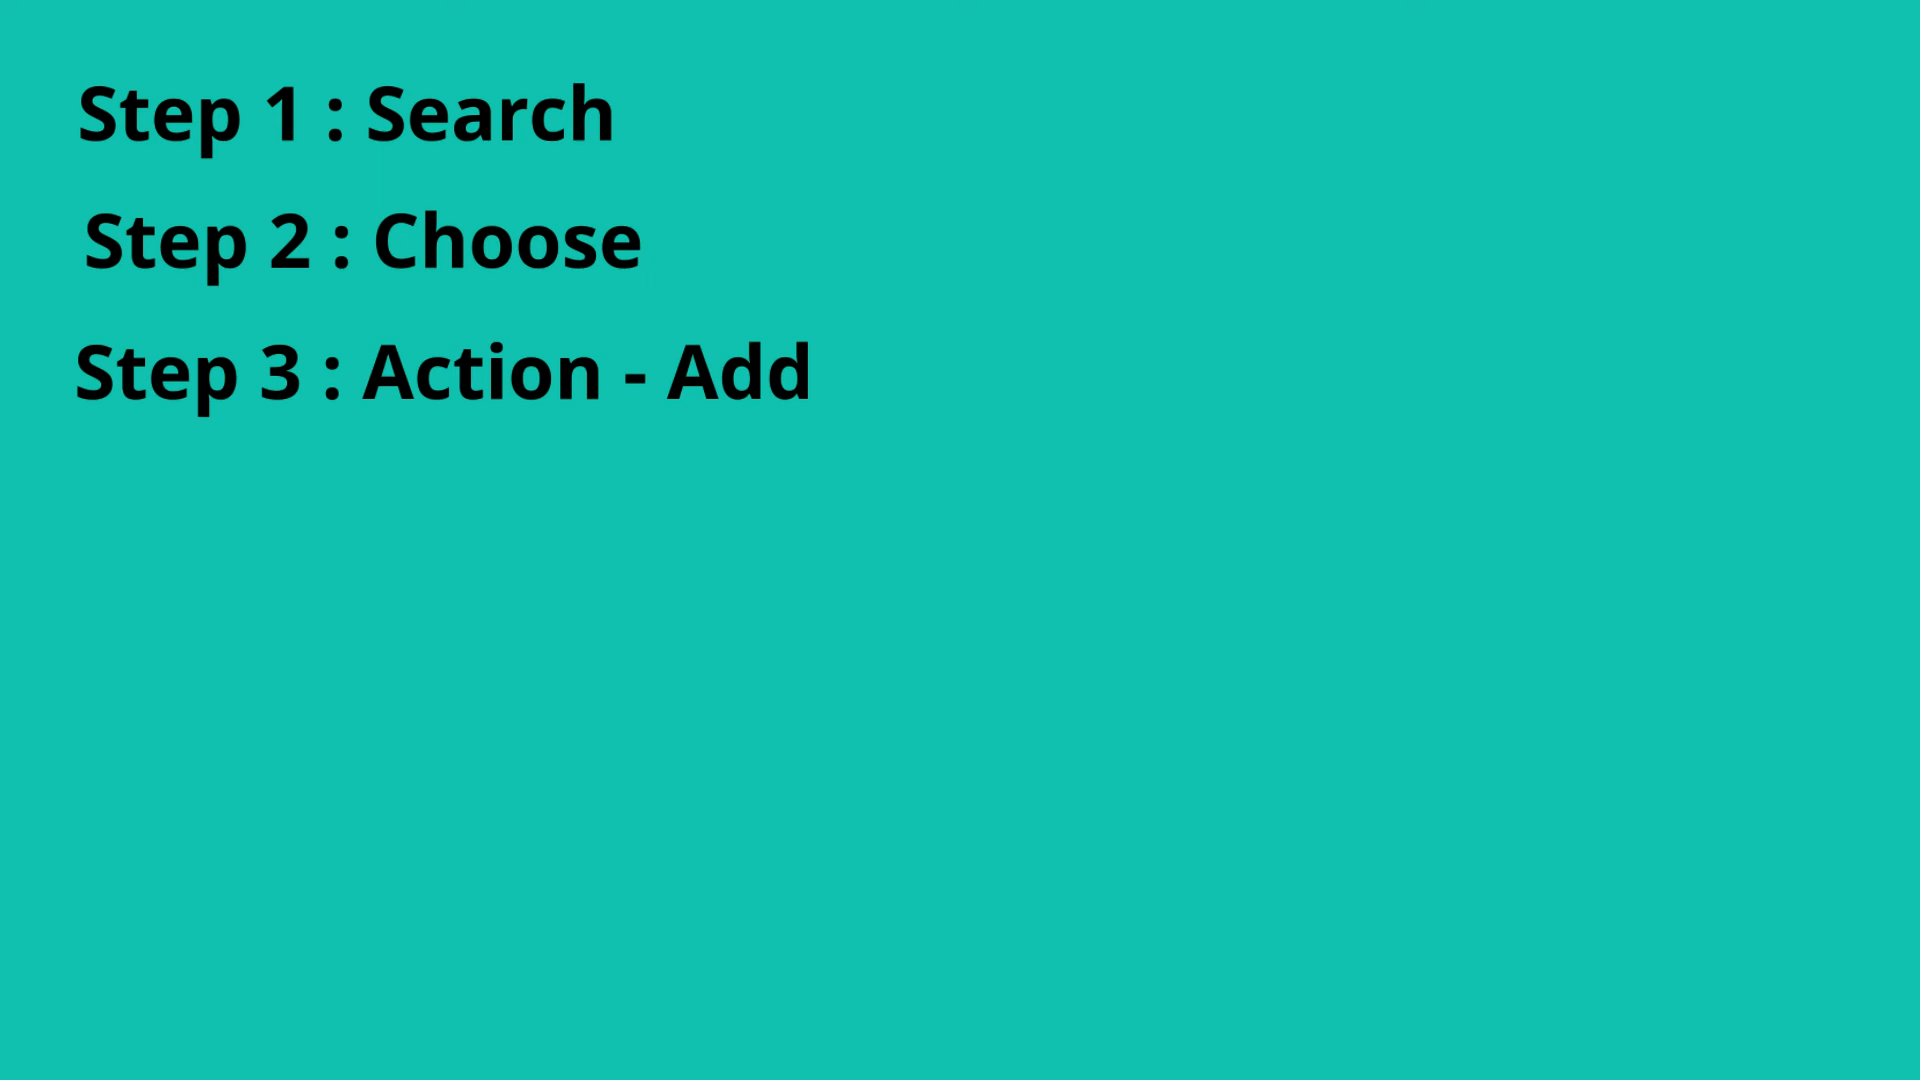 Step 1 : Search
Step 2 : Choose
Step 3 : Action - Add